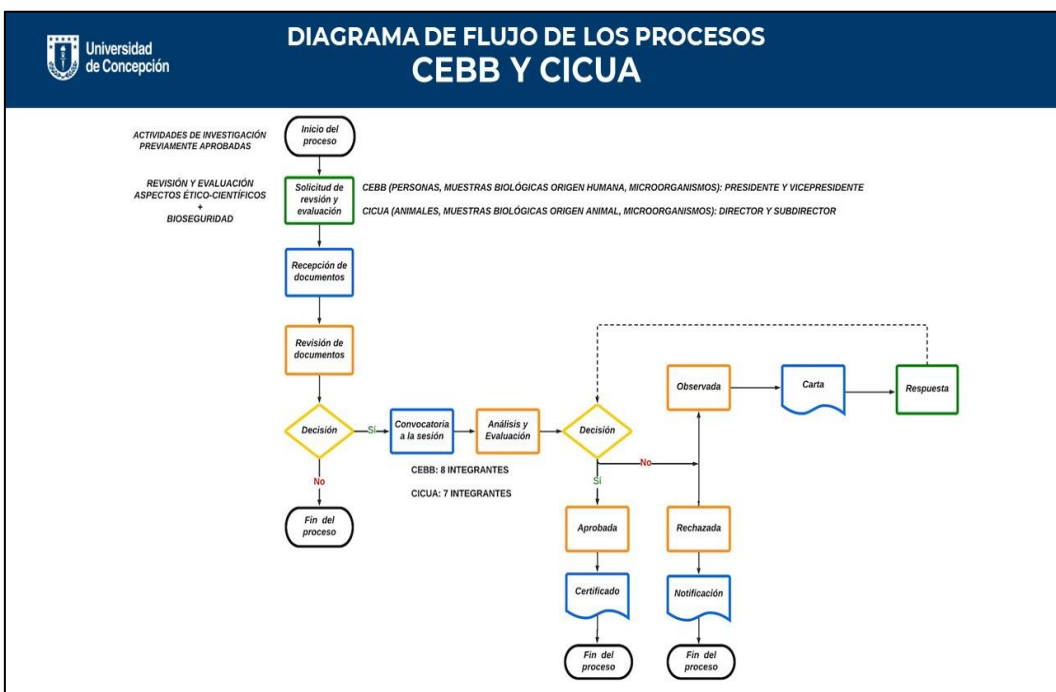 Universidad
de Concepción
DIAGRAMA DE FLUJO DE LOS PROCESOS
CEBB Y CICUA
ACTIVIDADES DE INVESTIGACIÓN
PREVIAMENTE APROBADAS
Inicio del
proceso
REVISIÓN Y EVALUACIÓN
ASPECTOS ÉTICO-CIENTÍFICOS
+
BIOSEGURIDAD
Solicitud de
revsión y
evaluación
CEBB (PERSONAS, MUESTRAS BIOLÓGICAS ORIGEN HUMANA, MICROORGANISMOS): PRESIDENTE Y VICEPRESIDENTE
CICUA (ANIMALES, MUESTRAS BIOLÓGICAS ORIGEN ANIMAL, MICROORGANISMOS): DIRECTOR Y SUBDIRECTOR
Recepción de
documentos
Revisión de
documentos
Decisión
Sí
No
Fin del
proceso
Convocatoria
a la sesión
Análisis y
Evaluación
CEBB: 8 INTEGRANTES
CICUA: 7 INTEGRANTES
Decisión
No
Sí
Observada
Carta
Respuesta
Aprobada
Certificado
Fin del
proceso
Rechazada
Notificación
Fin del
proceso